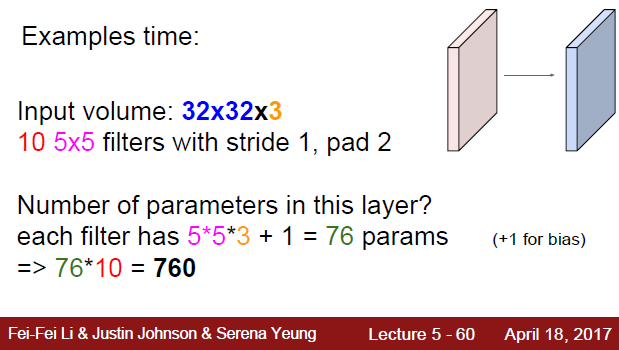 Examples time:
Input volume: 32x32x3
10 5x5 filters with stride 1, pad 2
Number of parameters in this layer?
each filter has 5*5*3 + 1 = 76 params (+1 for bias)
=> 76*10 = 760
Fei-Fei Li & Justin Johnson & Serena Yeung Lecture 5 - 60 April 18, 2017